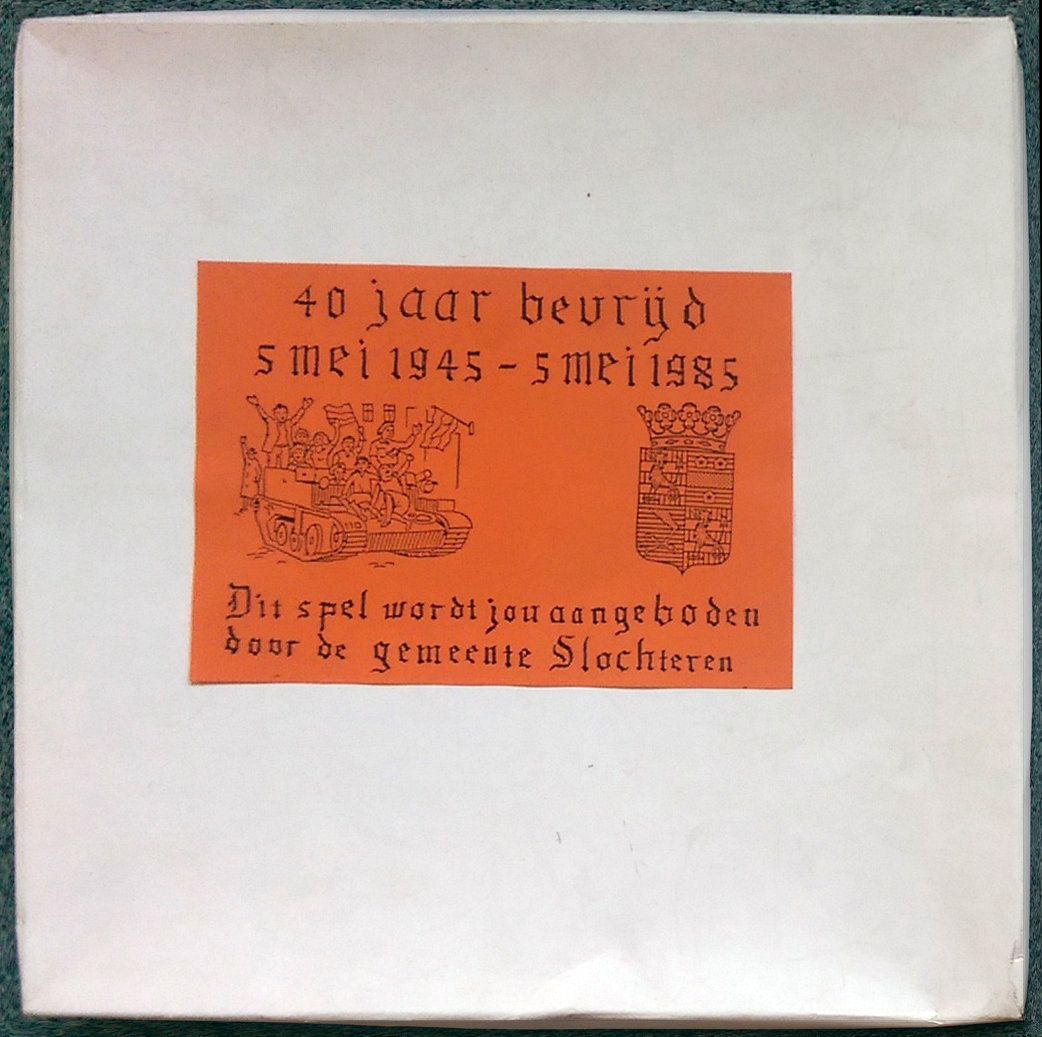 40 jaar bevrijd
5 mei 1945 - 5 mei 1985
Dit spel wordt jou aangeboden
door de gemeente Slochteren